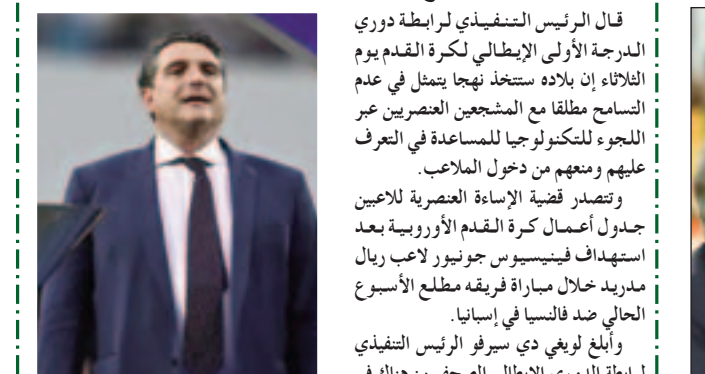 قال الرئيس التنفيذي لرابطة دوري
الدرجة الأولى الإيطالي لكرة القدم يوم
الثلاثاء إن بلاده ستتخذ نهجا يتمثل في عدم
التسامح مطلقا مع المشجعين العنصريين عبر
اللجوء للتكنولوجيا للمساعدة في التعرف
عليهم ومنعهم من دخول الملاعب.
وتتصدر قضية الإساءة العنصرية للاعبين
جدول أعمال كرة القدم الأوروبية بعد
استهداف فينيسيوس جونيور لاعب ريال
مدريد خلال مباراة فريقه مطلع الأسبوع
الحالي ضد فالنسيا في إسبانيا.
وأبلغ لويغي دي سيرفو الرئيس التنفيذي